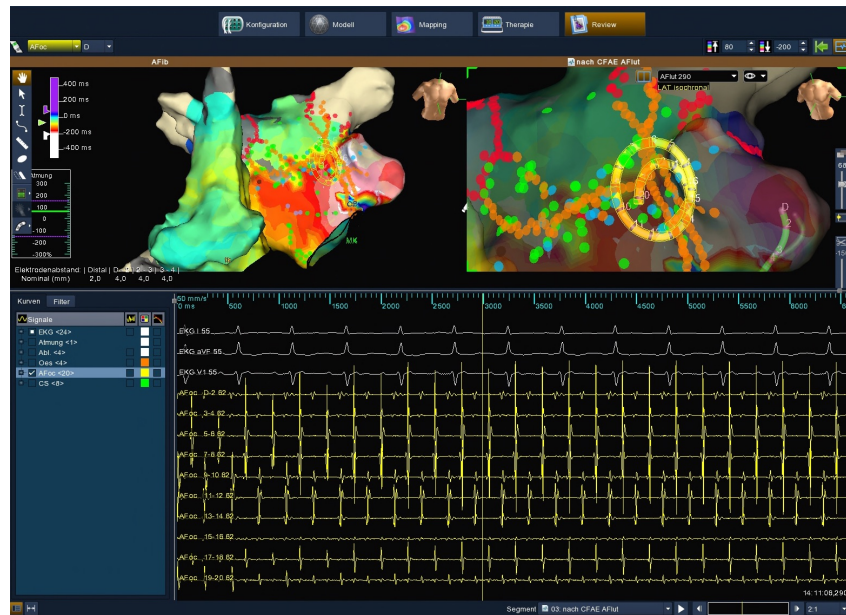 Konfiguration
Modell
Mapping
Therapie
Review
AFoc
D
80
-200
AFib
nach CFAE AFlut
AFlut 290
LAT isochronal
400 ms
200 ms
0 ms
-200 ms
-400 ms
Atmung
300
200
100
0
-100
-200
-300%
MK
Elektrodenabstand: | Distal | D
Nominal (mm) 2,0 4,0 4,0 4,0
Kurven
Filter
Signale
EKG <24>
Atmung <1>
Abl. <4>
Oes <4>
AFoc <20>
CS <8>
50 mm/s
0 ms
500
1000
1500
2000
2500
3000
3500
4000
4500
5000
5500
6000
EKG I 55
EKG aVF 55
EKG V1 55
AFoc D-2 62
AFoc 3-4 62
AFoc 5-6 62
AFoc 7-8 62
AFoc 9-10 62
AFoc 11-12 62
AFoc 13-14 62
AFoc 15-16 62
AFoc 17-18 62
AFoc 19-20 62
14:11:08,290
Segment
03: nach CFAE AFlut
2:1